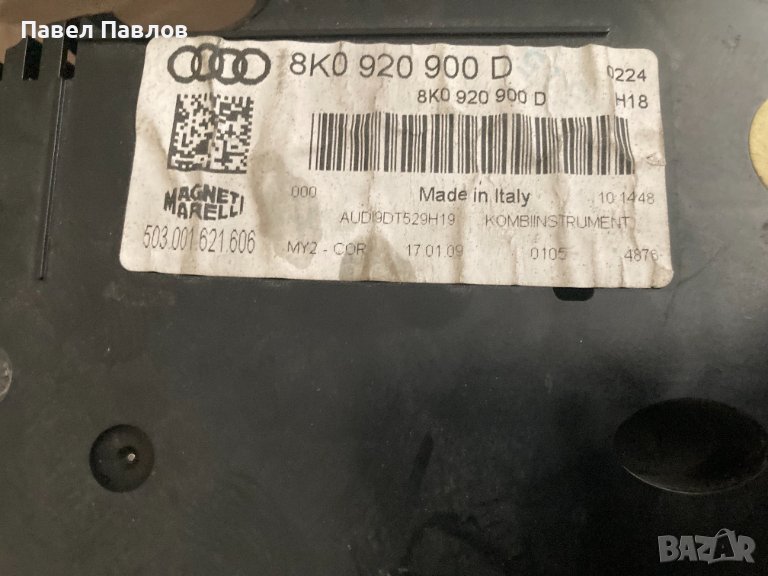 Павел Павлов
8K0 920 900 D 0224
8K0 920 900 D H18
MAGNETI
MARELLI
000 Made in Italy 10 1448
AUDI9DT529H19 KOMBIINSTRUMENT
503.001.621.606
MY2 - COR 17.01.09 0105 4876
BAZAR